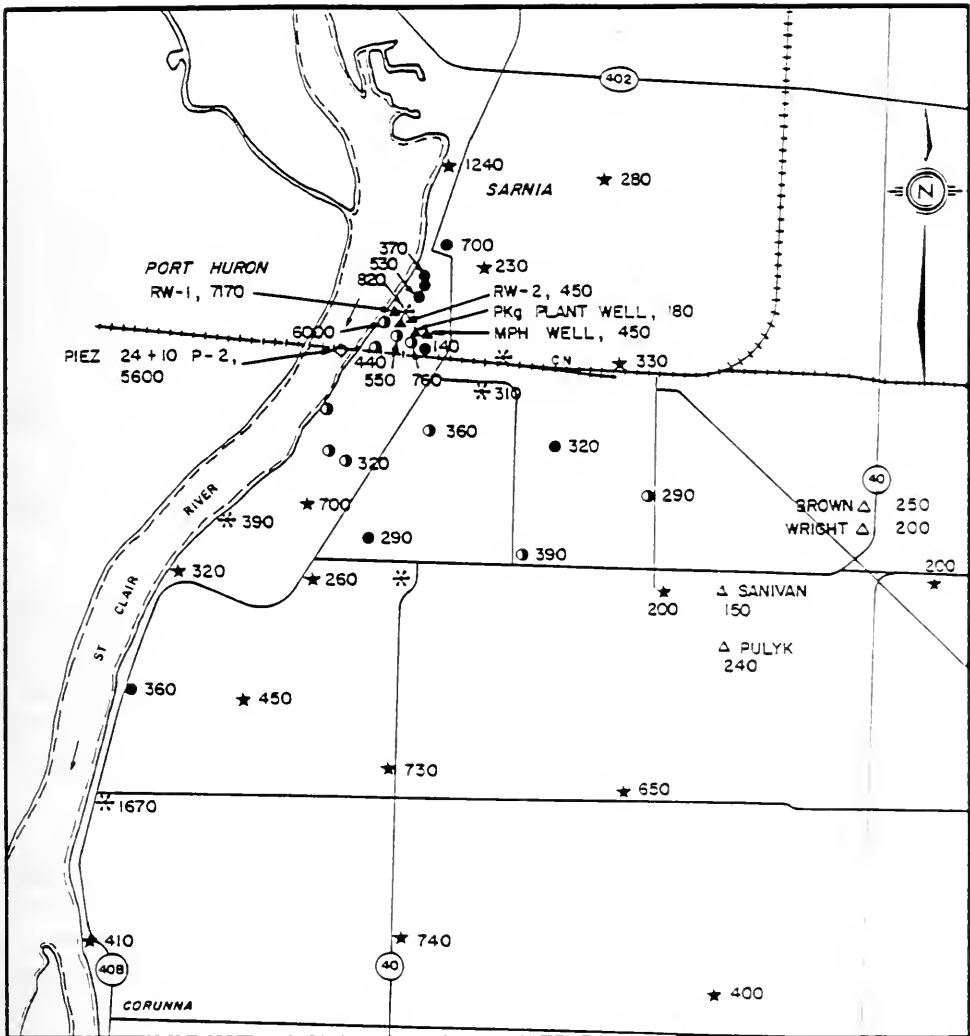 402
1240
SARNIA
280
N
370
700
530
230
820
PORT HURON
RW-1, 7170
RW-2, 450
PKg PLANT WELL, 180
MPH WELL, 450
6000
PIEZ 24+10 P-2,
5600
440
140
CN
330
550
760
310
360
320
320
40
290
BROWN 250
WRIGHT 200
700
390
290
390
320
260
200
200
SANIVAN
150
PULYK
240
ST CLAIR RIVER
360
450
730
650
1670
410
740
408
40
400
CORUNNA